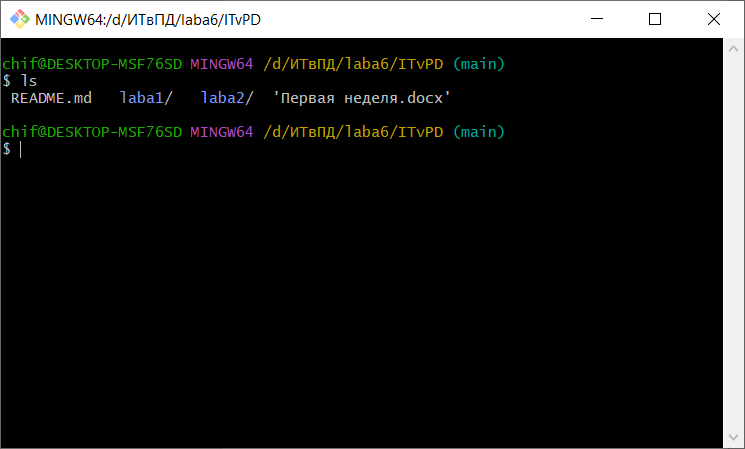 MINGW64:/d/ИТвПД/laba6/ITvPD
chif@DESKTOP-MSF76SD MINGW64 /d/ИТвПД/laba6/ITvPD (main)
$ ls
README.md laba1/ laba2/ 'Первая неделя.docx'
chif@DESKTOP-MSF76SD MINGW64 /d/ИТвПД/laba6/ITvPD (main)
$